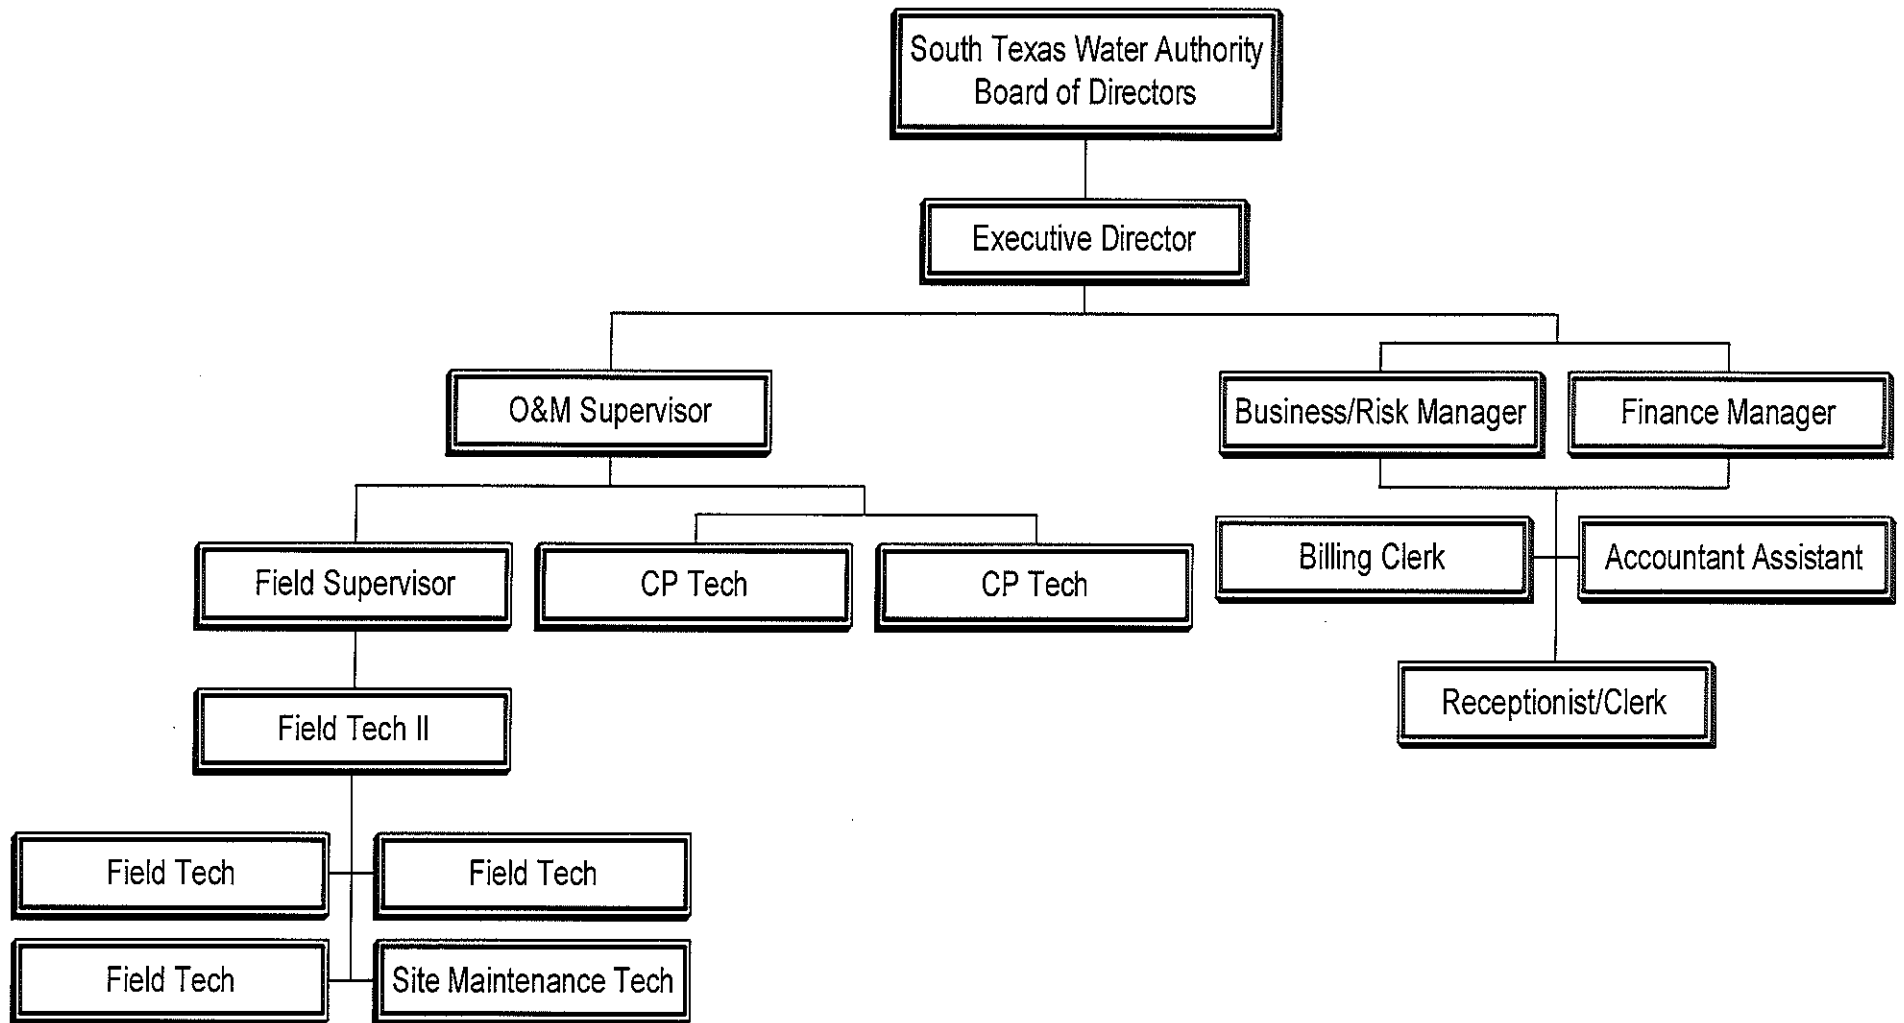 South Texas Water Authority
Board of Directors
Executive Director
O&M Supervisor
Business/Risk Manager
Finance Manager
Field Supervisor
CP Tech
CP Tech
Billing Clerk
Accountant Assistant
Field Tech II
Receptionist/Clerk
Field Tech
Field Tech
Field Tech
Site Maintenance Tech